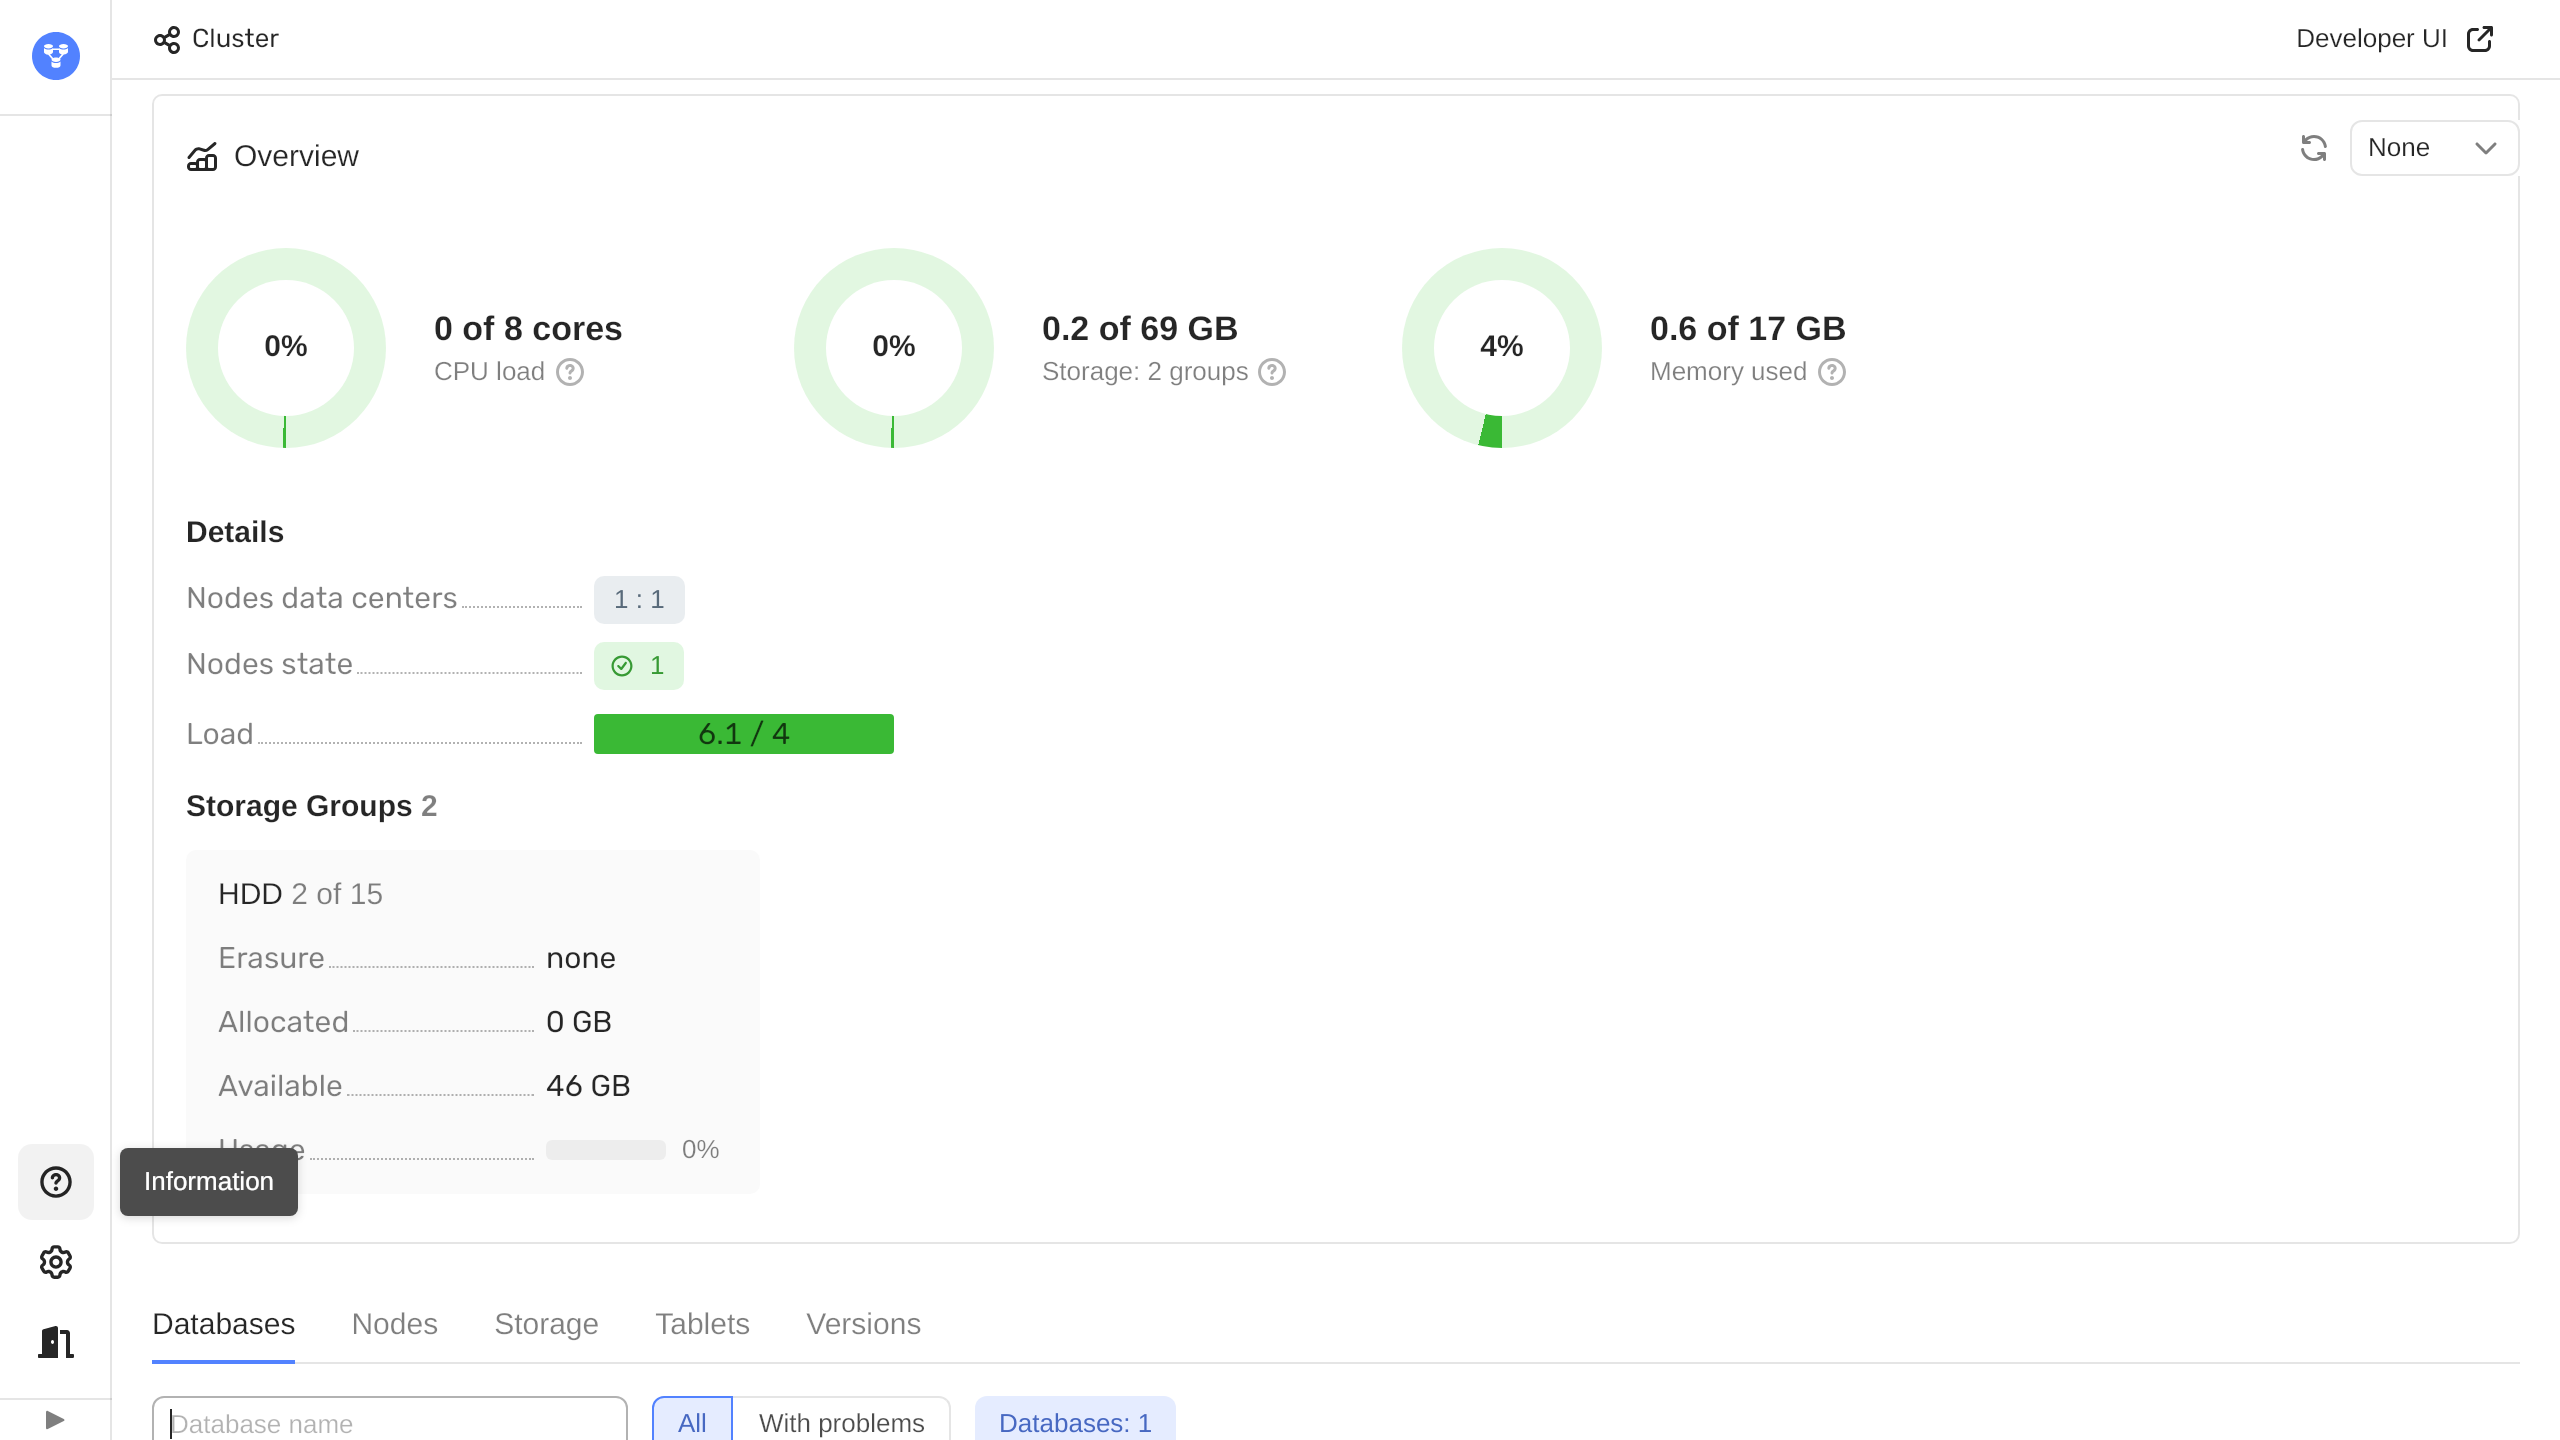 Cluster
Developer UI
Overview
None
0%
0 of 8 cores
CPU load
0%
0.2 of 69 GB
Storage: 2 groups
4%
0.6 of 17 GB
Memory used
Details
Nodes data centers
1 : 1
Nodes state
1
Load
6.1 / 4
Storage Groups 2
HDD 2 of 15
Erasure
none
Allocated
0 GB
Available
46 GB
Usage
0%
Information
Databases
Nodes
Storage
Tablets
Versions
Database name
All
With problems
Databases: 1